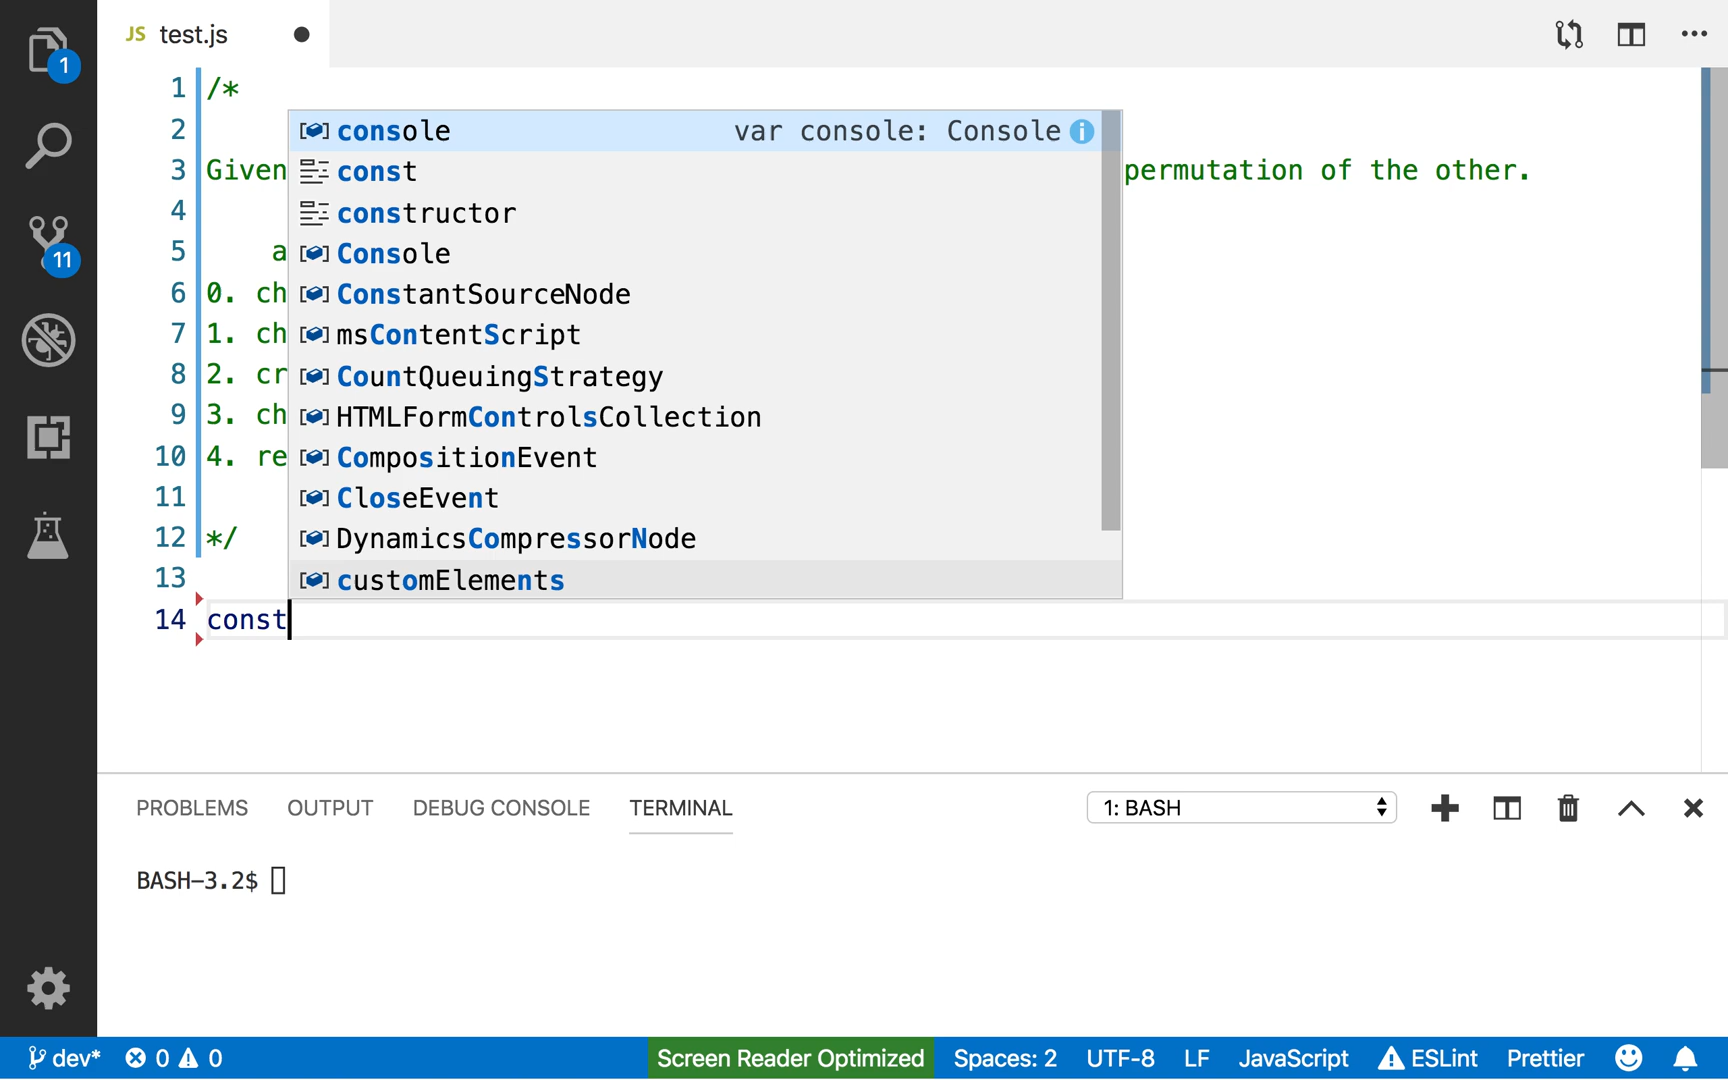 1
11
JS test.js
1 /*
2
3 Given permutation of the other.
4
5 a
6 0. ch
7 1. ch
8 2. cr
9 3. ch
10 4. re
11
12 */
13
14 const
console var console: Console i
const
constructor
Console
ConstantSourceNode
msContentScript
CountQueuingStrategy
HTMLFormControlsCollection
CompositionEvent
CloseEvent
DynamicsCompressorNode
customElements
PROBLEMS OUTPUT DEBUG CONSOLE TERMINAL 1: BASH
BASH-3.2$
dev* 0 0 Screen Reader Optimized Spaces: 2 UTF-8 LF JavaScript ESLint Prettier